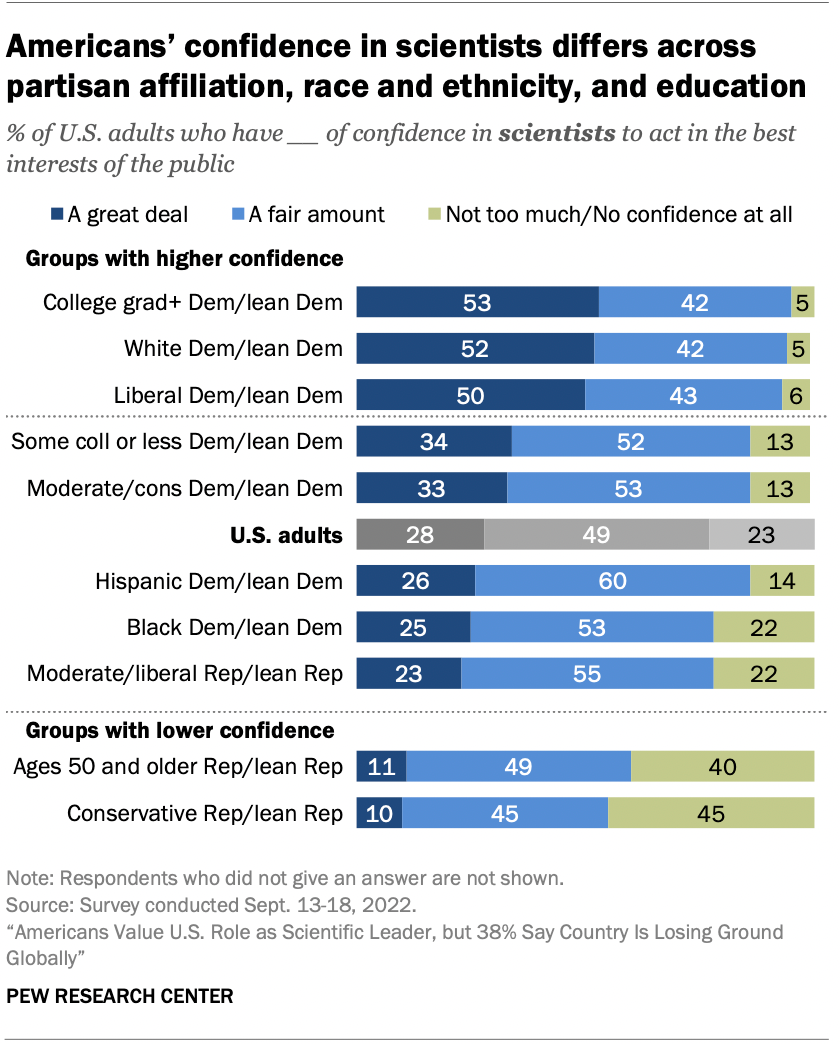 Americans’ confidence in scientists differs across
partisan affiliation, race and ethnicity, and education
% of U.S. adults who have __ of confidence in scientists to act in the best
interests of the public
A great deal A fair amount Not too much/No confidence at all
Groups with higher confidence
College grad+ Dem/lean Dem 53 42 5
White Dem/lean Dem 52 42 5
Liberal Dem/lean Dem 50 43 6
Some coll or less Dem/lean Dem 34 52 13
Moderate/cons Dem/lean Dem 33 53 13
U.S. adults 28 49 23
Hispanic Dem/lean Dem 26 60 14
Black Dem/lean Dem 25 53 22
Moderate/liberal Rep/lean Rep 23 55 22
Groups with lower confidence
Ages 50 and older Rep/lean Rep 11 49 40
Conservative Rep/lean Rep 10 45 45
Note: Respondents who did not give an answer are not shown.
Source: Survey conducted Sept. 13-18, 2022.
“Americans Value U.S. Role as Scientific Leader, but 38% Say Country Is Losing Ground
Globally”
PEW RESEARCH CENTER